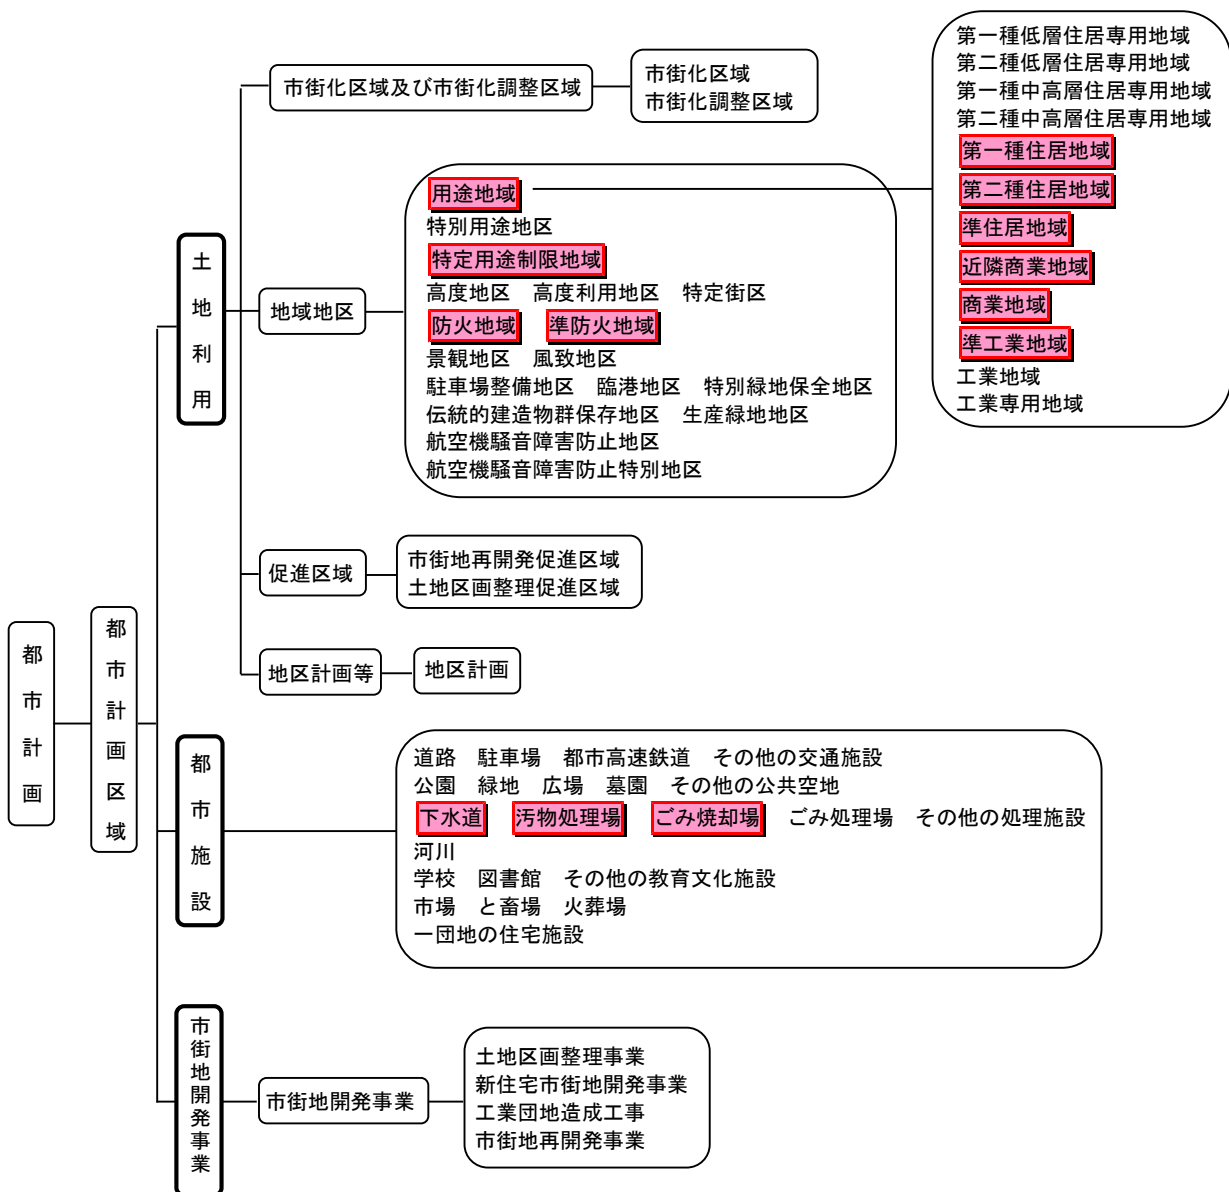 都市計画
都市計画区域
土地利用
市街化区域及び市街化調整区域
市街化区域
市街化調整区域
地域地区
用途地域
特別用途地区
特定用途制限地域
高度地区 高度利用地区 特定街区
防火地域 準防火地域
景観地区 風致地区
駐車場整備地区 臨港地区 特別緑地保全地区
伝統的建造物群保存地区 生産緑地地区
航空機騒音障害防止地区
航空機騒音障害防止特別地区
第一種低層住居専用地域
第二種低層住居専用地域
第一種中高層住居専用地域
第二種中高層住居専用地域
第一種住居地域
第二種住居地域
準住居地域
近隣商業地域
商業地域
準工業地域
工業地域
工業専用地域
促進区域
市街地再開発促進区域
土地区画整理促進区域
地区計画等
地区計画
都市施設
道路 駐車場 都市高速鉄道 その他の交通施設
公園 緑地 広場 墓園 その他の公共空地
下水道 汚物処理場 ごみ焼却場 ごみ処理場 その他の処理施設
河川
学校 図書館 その他の教育文化施設
市場 と畜場 火葬場
一団地の住宅施設
市街地開発事業
市街地開発事業
土地区画整理事業
新住宅市街地開発事業
工業団地造成工事
市街地再開発事業